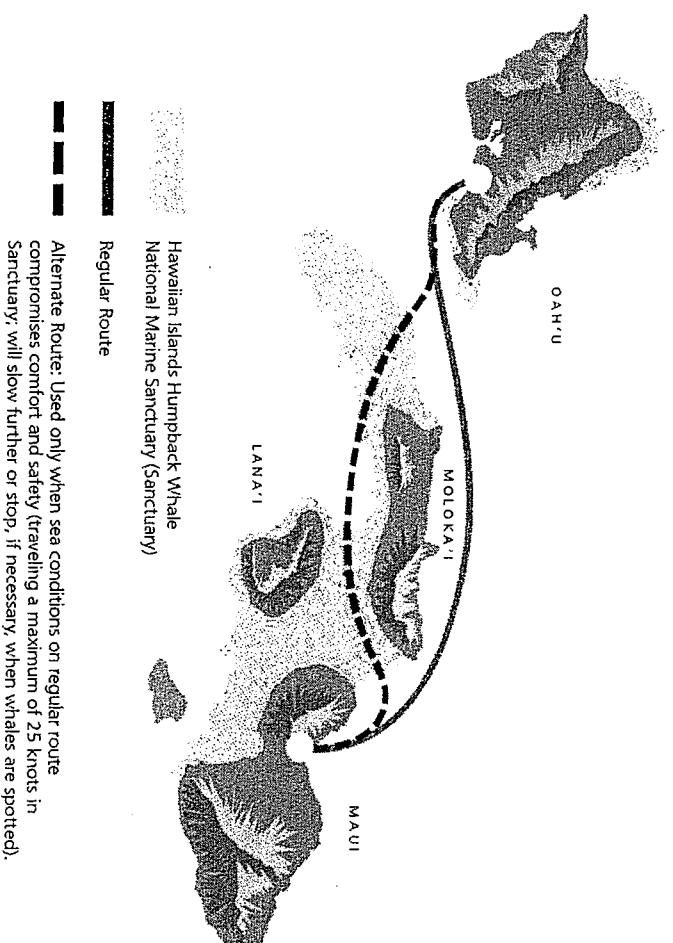 OAH'U
MOLOKA'I
LANA'I
MAUI
Hawaiian Islands Humpback Whale
National Marine Sanctuary (Sanctuary)
Regular Route
Alternate Route: Used only when sea conditions on regular route
compromises comfort and safety (traveling a maximum of 25 knots in
Sanctuary; will slow further or stop, if necessary, when whales are spotted).